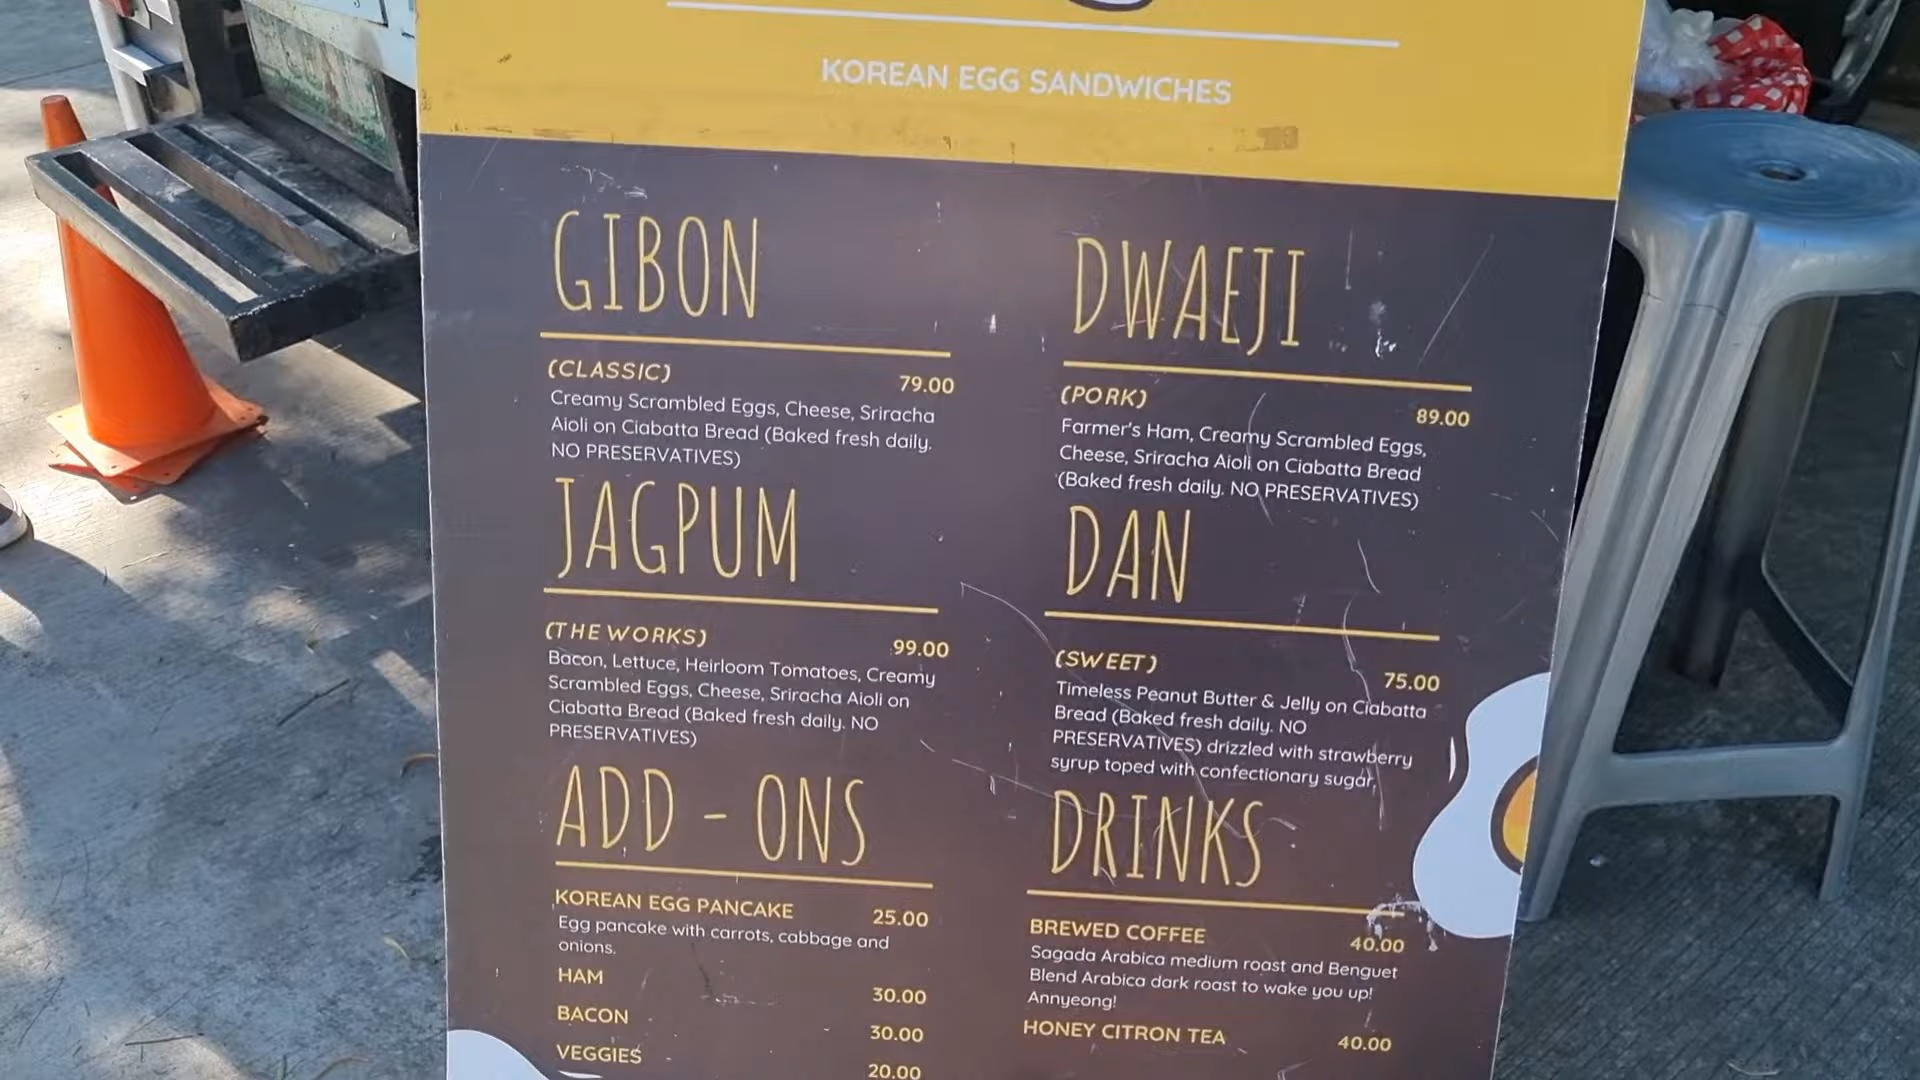 KOREAN EGG SANDWICHES
GIBON
(CLASSIC) 79.00
Creamy Scrambled Eggs, Cheese, Sriracha
Aioli on Ciabatta Bread (Baked fresh daily.
NO PRESERVATIVES)
DWAEJI
(PORK) 89.00
Farmer's Ham, Creamy Scrambled Eggs,
Cheese, Sriracha Aioli on Ciabatta Bread
(Baked fresh daily. NO PRESERVATIVES)
JAGPUM
(THE WORKS) 99.00
Bacon, Lettuce, Heirloom Tomatoes, Creamy
Scrambled Eggs, Cheese, Sriracha Aioli on
Ciabatta Bread (Baked fresh daily. NO
PRESERVATIVES)
DAN
(SWEET) 75.00
Timeless Peanut Butter & Jelly on Ciabatta
Bread (Baked fresh daily. NO
PRESERVATIVES) drizzled with strawberry
syrup toped with confectionary sugar,
ADD - ONS
KOREAN EGG PANCAKE 25.00
Egg pancake with carrots, cabbage and
onions.
HAM 30.00
BACON 30.00
VEGGIES 20.00
DRINKS
BREWED COFFEE 40.00
Sagada Arabica medium roast and Benguet
Blend Arabica dark roast to wake you up!
Annyeong!
HONEY CITRON TEA 40.00